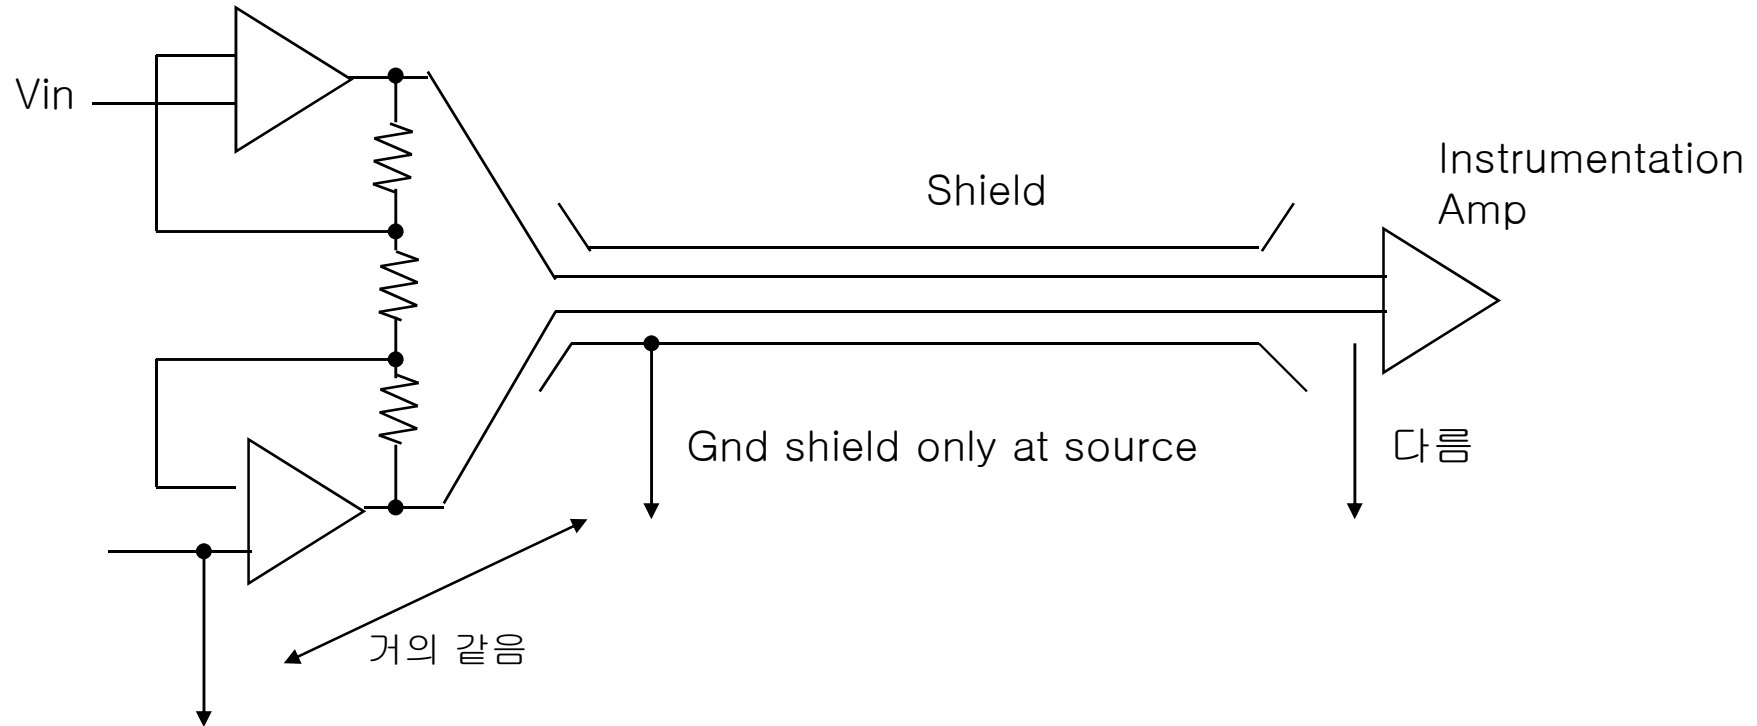 Vin
Instrumentation
Amp
Shield
Gnd shield only at source
다름
거의 같음